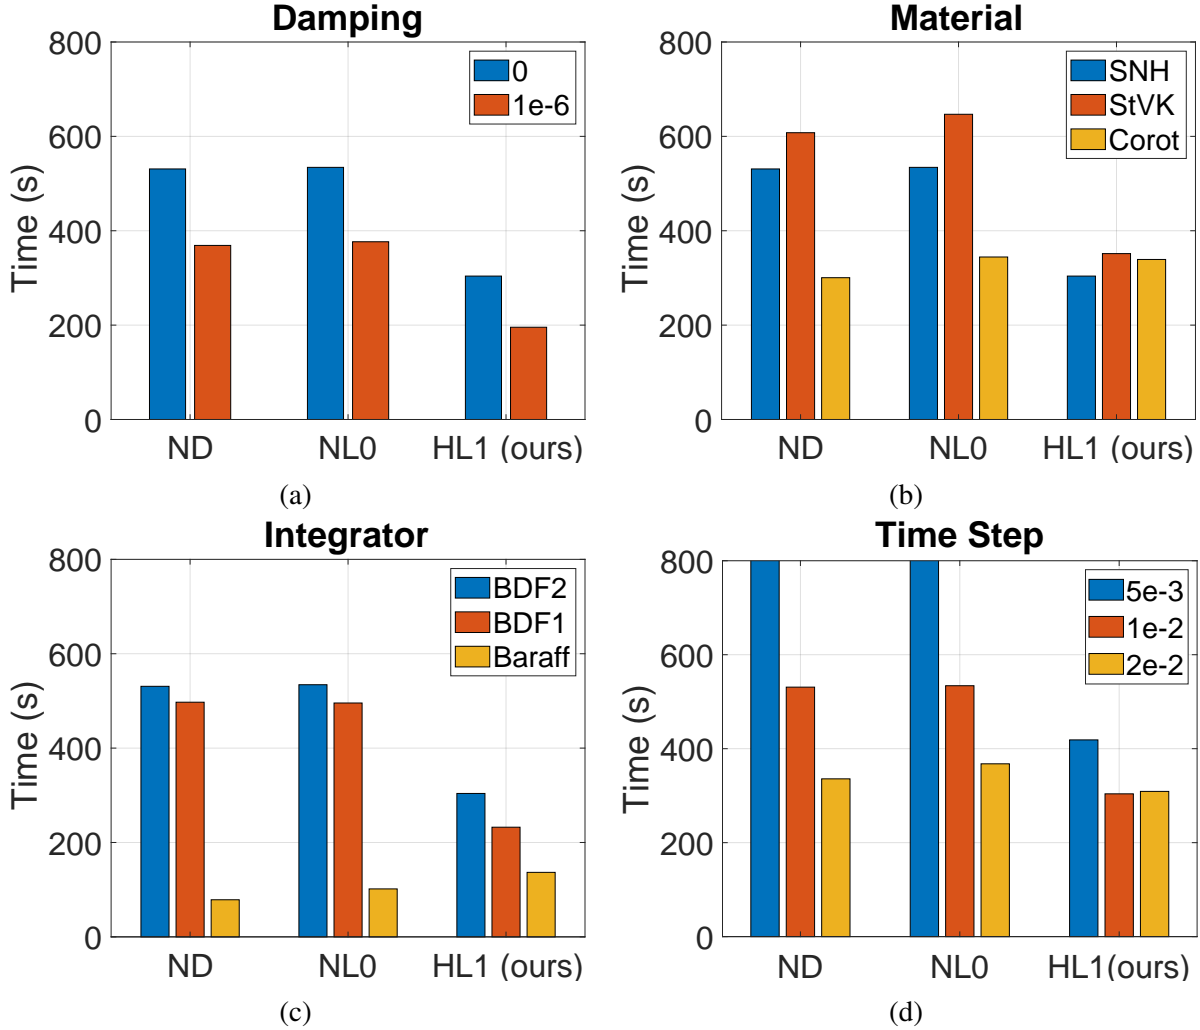 Damping
800
600
400
200
0
Time (s)
0
1e-6
ND NL0 HL1 (ours)
(a)
Material
800
600
400
200
0
Time (s)
SNH
StVK
Corot
ND NL0 HL1 (ours)
(b)
Integrator
800
600
400
200
0
Time (s)
BDF2
BDF1
Baraff
ND NL0 HL1 (ours)
(c)
Time Step
800
600
400
200
0
Time (s)
5e-3
1e-2
2e-2
ND NL0 HL1(ours)
(d)